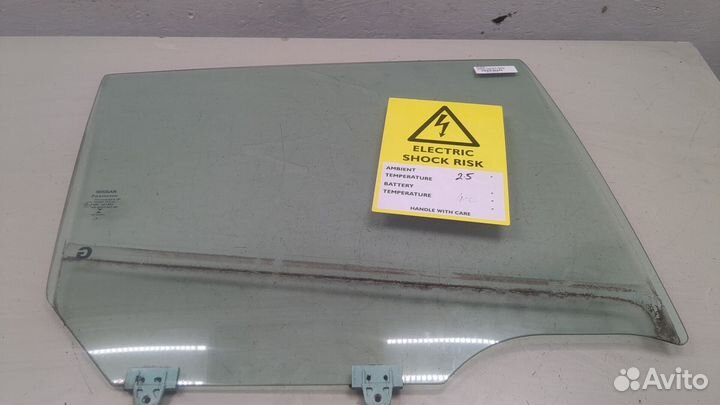 ELECTRIC
SHOCK RISK
AMBIENT
TEMPERATURE 25
BATTERY
TEMPERATURE
HANDLE WITH CARE
NISSAN
Avito